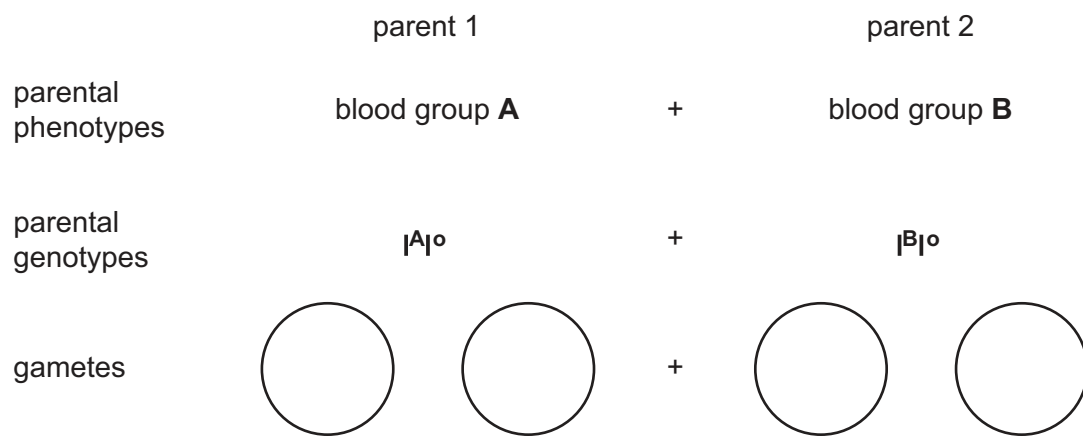 parent 1 parent 2
parental
phenotypes
blood group A + blood group B
parental
genotypes
IᴬIᵒ + IᴮIᵒ
gametes +